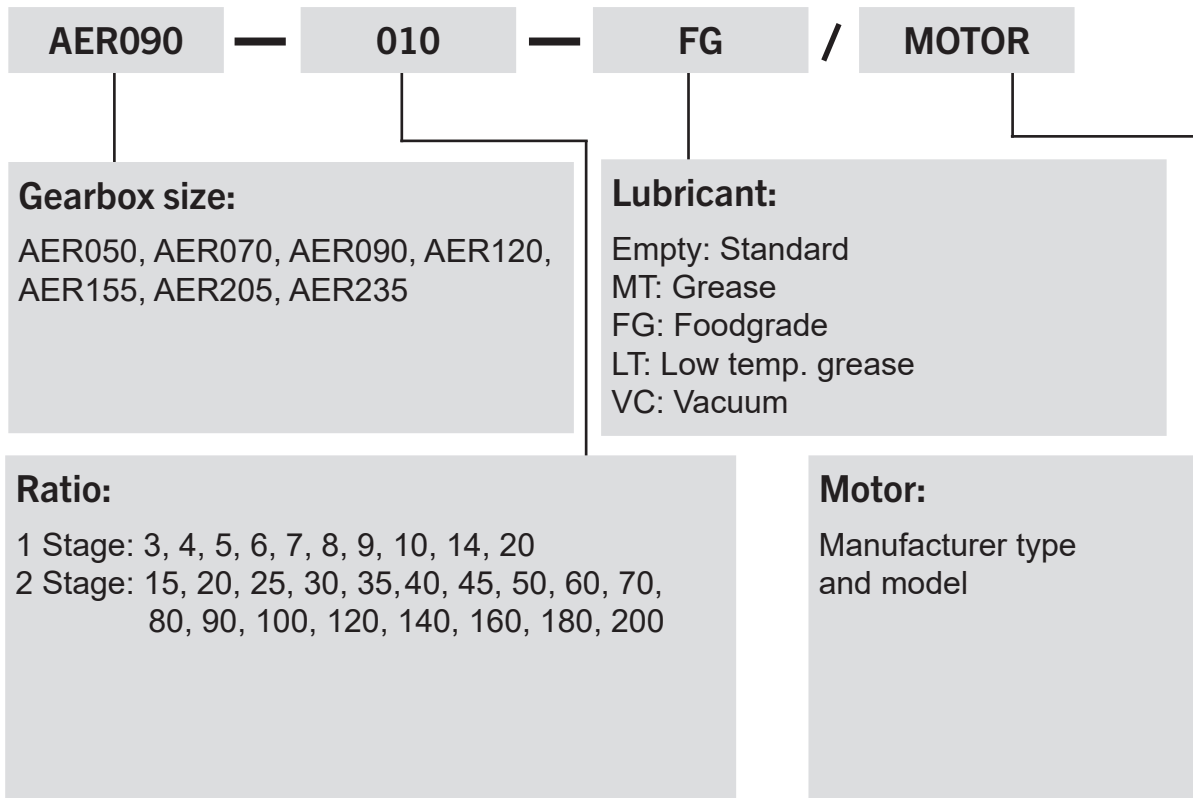 AER090 — 010 — FG / MOTOR
Gearbox size:
AER050, AER070, AER090, AER120,
AER155, AER205, AER235
Lubricant:
Empty: Standard
MT: Grease
FG: Foodgrade
LT: Low temp. grease
VC: Vacuum
Ratio:
1 Stage: 3, 4, 5, 6, 7, 8, 9, 10, 14, 20
2 Stage: 15, 20, 25, 30, 35, 40, 45, 50, 60, 70,
80, 90, 100, 120, 140, 160, 180, 200
Motor:
Manufacturer type
and model